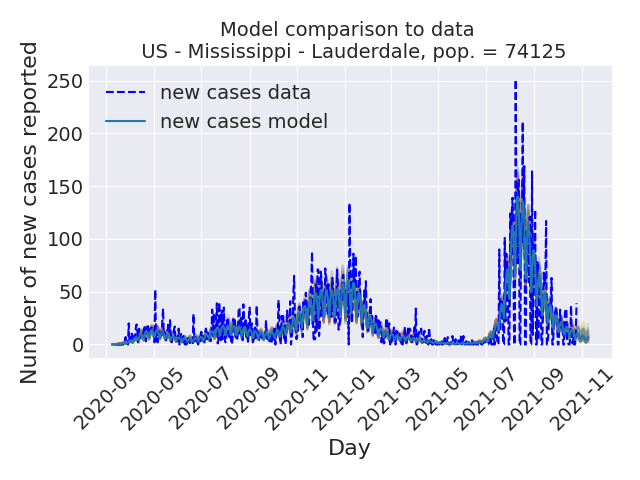 Model comparison to data
US - Mississippi - Lauderdale, pop. = 74125
Number of new cases reported
250
200
150
100
50
0
new cases data
new cases model
2020-03
2020-05
2020-07
2020-09
2020-11
2021-01
2021-03
2021-05
2021-07
2021-09
2021-11
Day